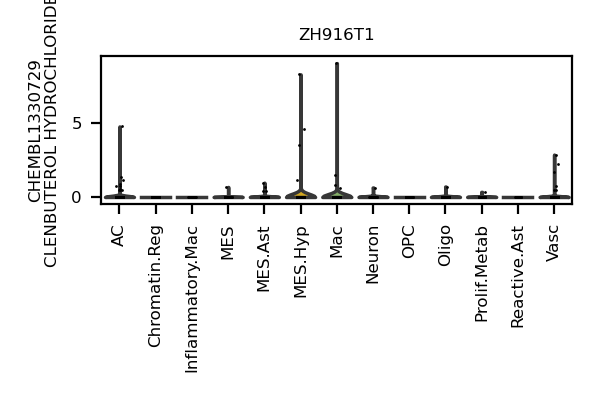 ZH916T1
CHEMBL1330729
CLENBUTEROL HYDROCHLORIDE
5
0
AC
Chromatin.Reg
Inflammatory.Mac
MES
MES.Ast
MES.Hyp
Mac
Neuron
OPC
Oligo
Prolif.Metab
Reactive.Ast
Vasc